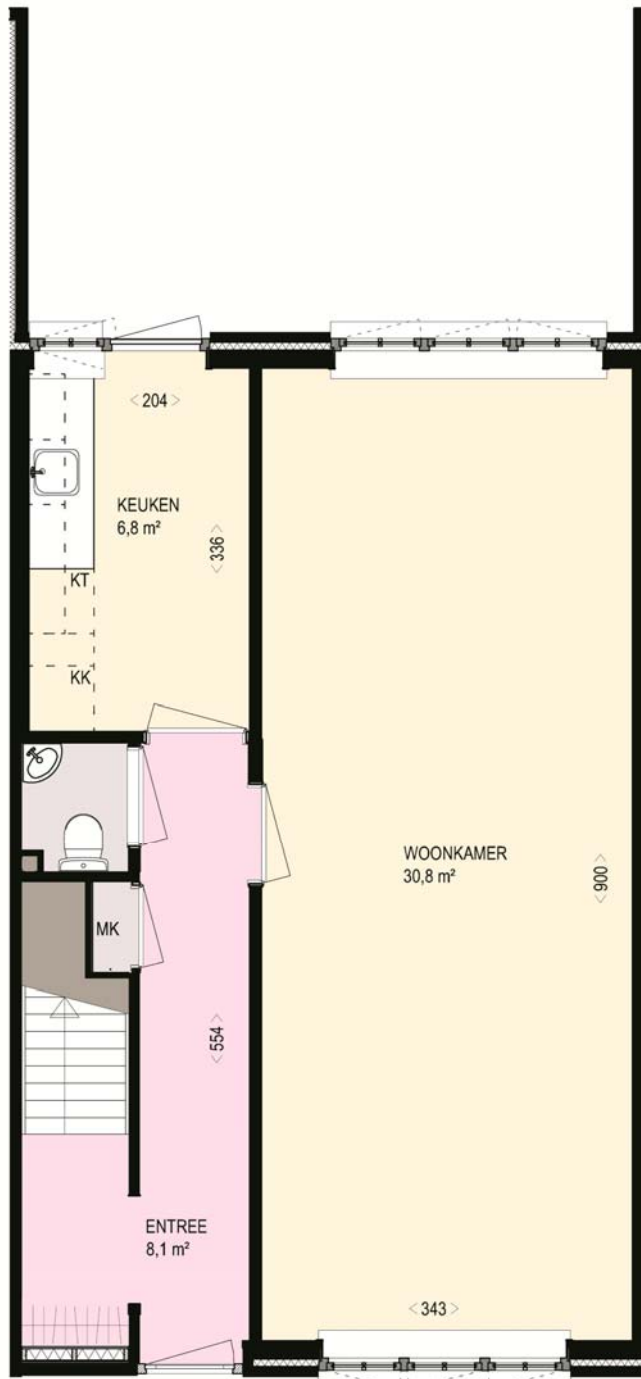 <204>
KEUKEN
6,8 m²
<336>
KT
KK
WOONKAMER
30,8 m²
<900>
MK
<554>
ENTREE
8,1 m²
<343>